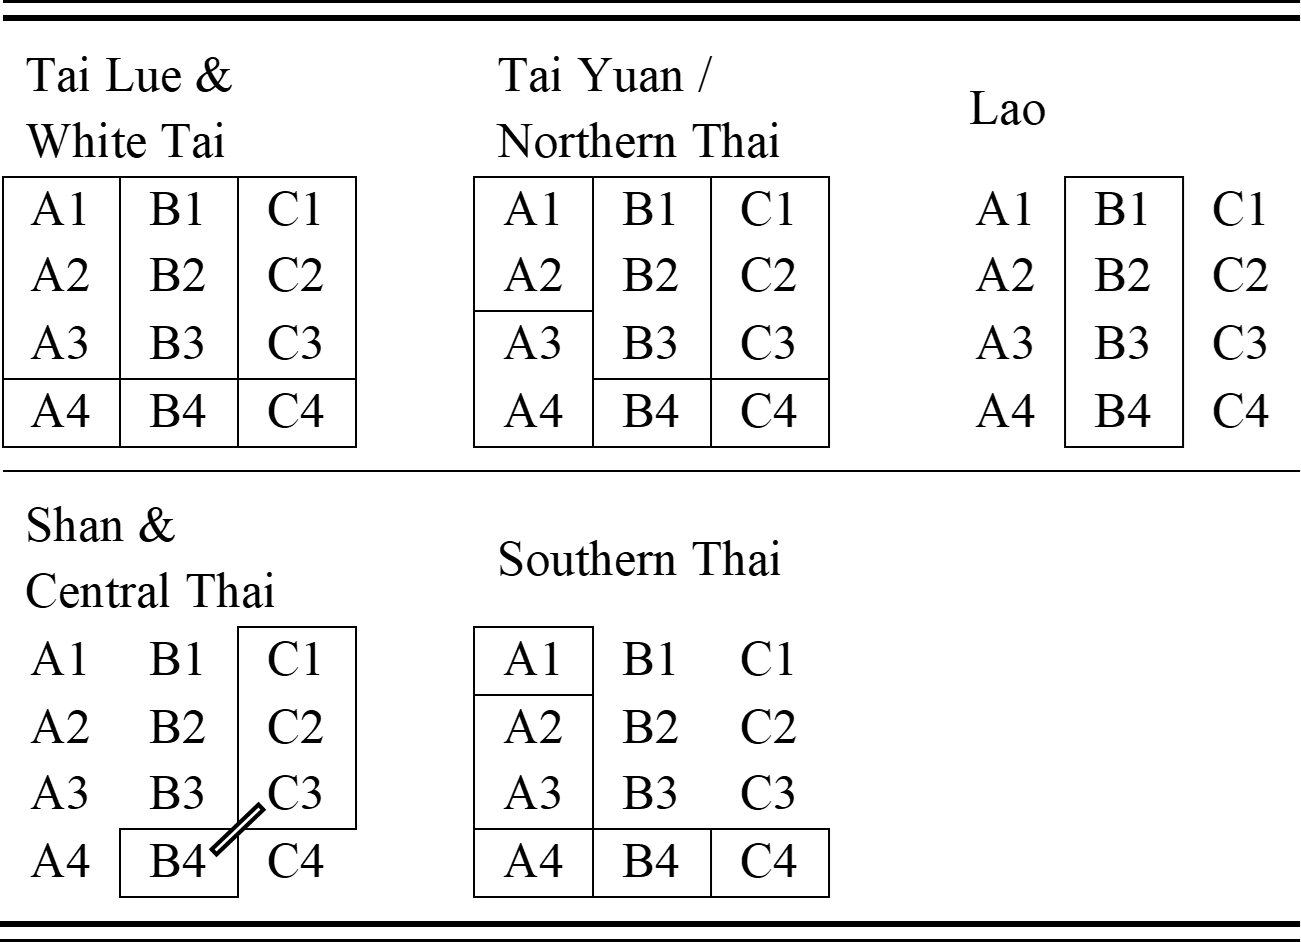 Tai Lue &
White Tai
A1 B1 C1
A2 B2 C2
A3 B3 C3
A4 B4 C4
Tai Yuan /
Northern Thai
A1 B1 C1
A2 B2 C2
A3 B3 C3
A4 B4 C4
Lao
A1 B1 C1
A2 B2 C2
A3 B3 C3
A4 B4 C4
Shan &
Central Thai
A1 B1 C1
A2 B2 C2
A3 B3 C3
A4 B4 C4
Southern Thai
A1 B1 C1
A2 B2 C2
A3 B3 C3
A4 B4 C4